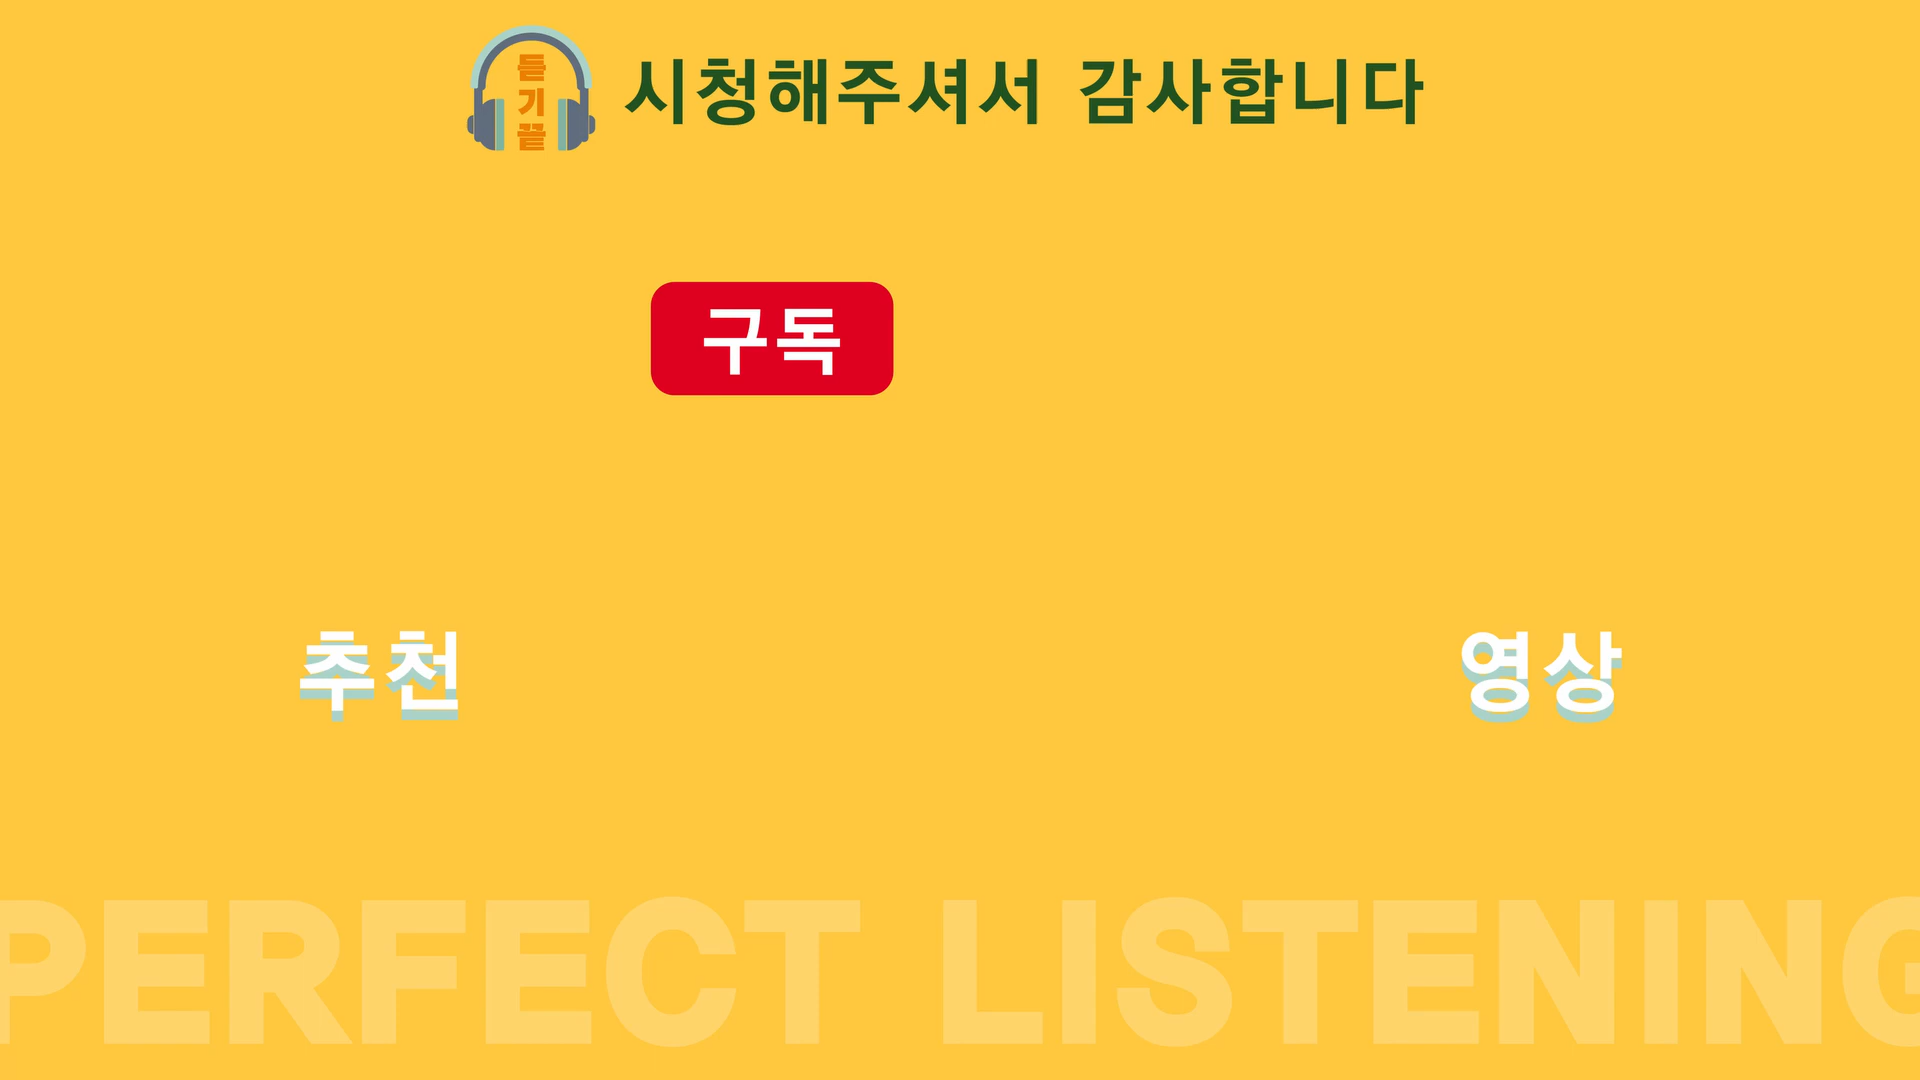 듣
기
끝
시청해주셔서 감사합니다
구독
추천
영상
PERFECT LISTENING